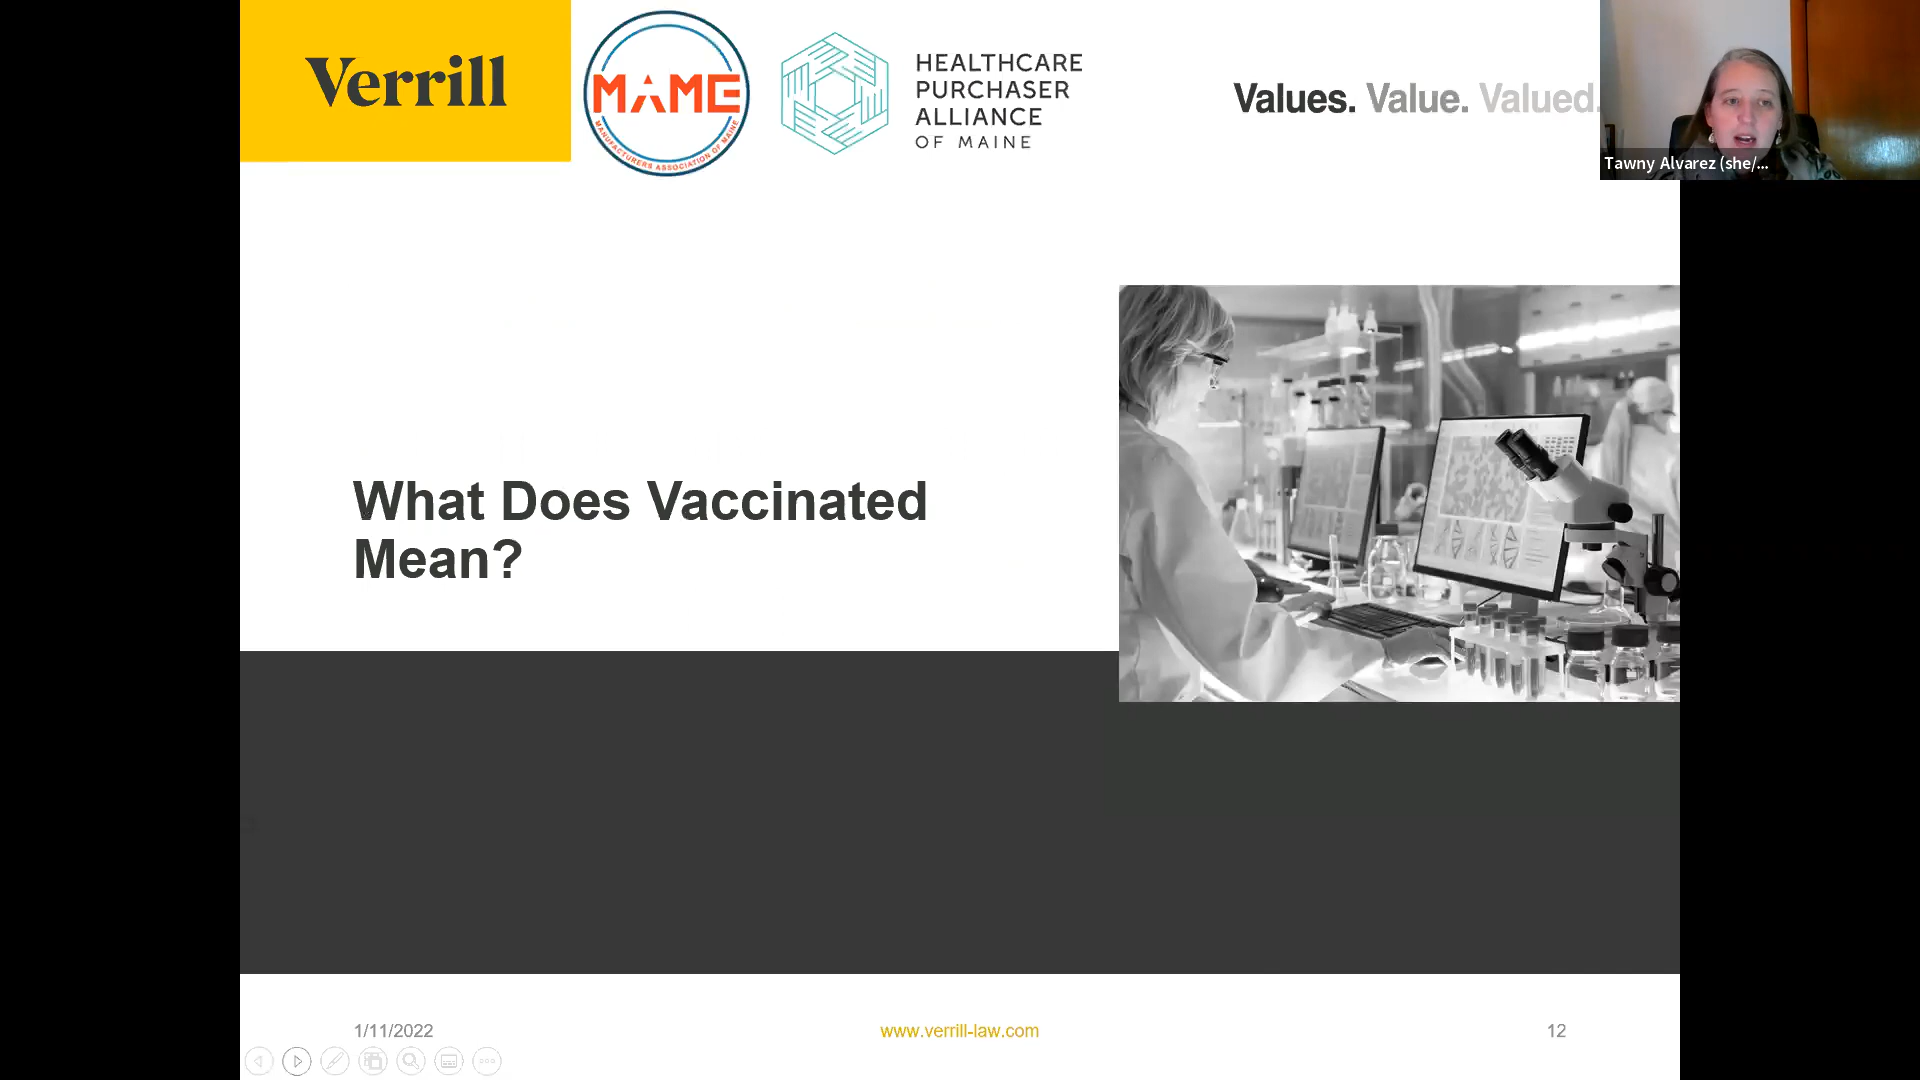 Verrill
MAME
MANUFACTURERS ASSOCIATION OF MAINE
HEALTHCARE
PURCHASER
ALLIANCE
OF MAINE
Values. Value. Valued.
Tawny Alvarez (she/...
What Does Vaccinated
Mean?
1/11/2022
www.verrill-law.com
12